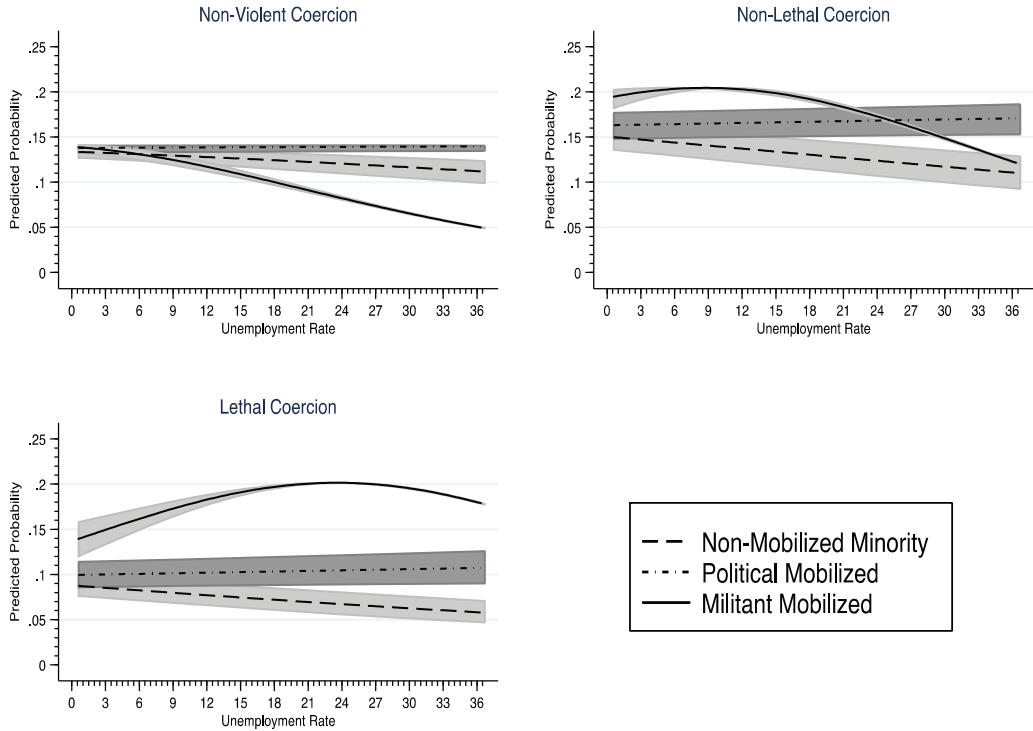 Non-Violent Coercion
.25
.2
.15
.1
.05
0
Predicted Probability
0 3 6 9 12 15 18 21 24 27 30 33 36
Unemployment Rate
Non-Lethal Coercion
.25
.2
.15
.1
.05
0
Predicted Probability
0 3 6 9 12 15 18 21 24 27 30 33 36
Unemployment Rate
Lethal Coercion
.25
.2
.15
.1
.05
0
Predicted Probability
0 3 6 9 12 15 18 21 24 27 30 33 36
Unemployment Rate
Non-Mobilized Minority
Political Mobilized
Militant Mobilized